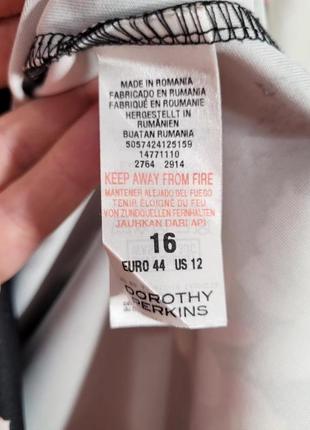 MADE IN ROMANIA
FABRICADO EN RUMANÍA
FABRIQUÉ EN ROUMANIE
HERGESTELLT IN
RUMÄNIEN
BUATAN RUMANIA
5057424125159
14771110
2764 2914
KEEP AWAY FROM FIRE
MANTENER ALEJADO DEL FUEGO
TENIR ÉLOIGNÉ DU FEU
VON ZUNDQUELLEN FERNHALTEN
JAUHKAN DARI API
16
EURO 44 US 12
DOROTHY
PERKINS